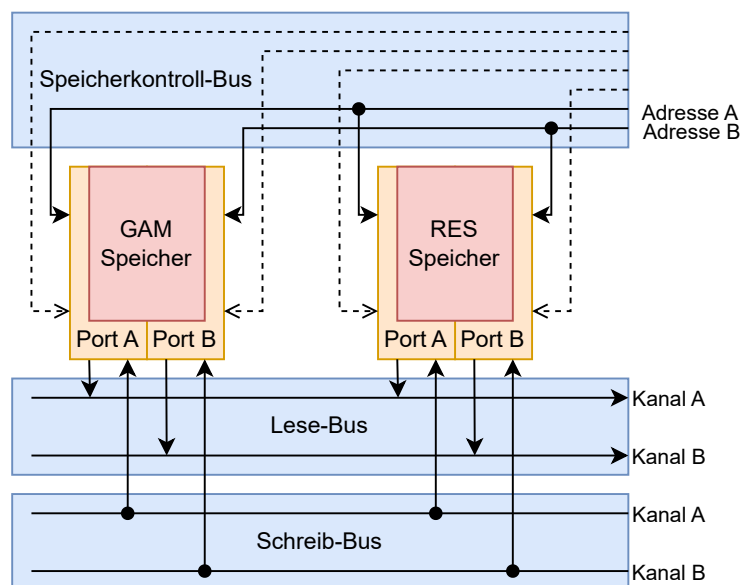 Speicherkontroll-Bus
Adresse A
Adresse B
GAM
Speicher
RES
Speicher
Port A
Port B
Port A
Port B
Kanal A
Lese-Bus
Kanal B
Kanal A
Schreib-Bus
Kanal B